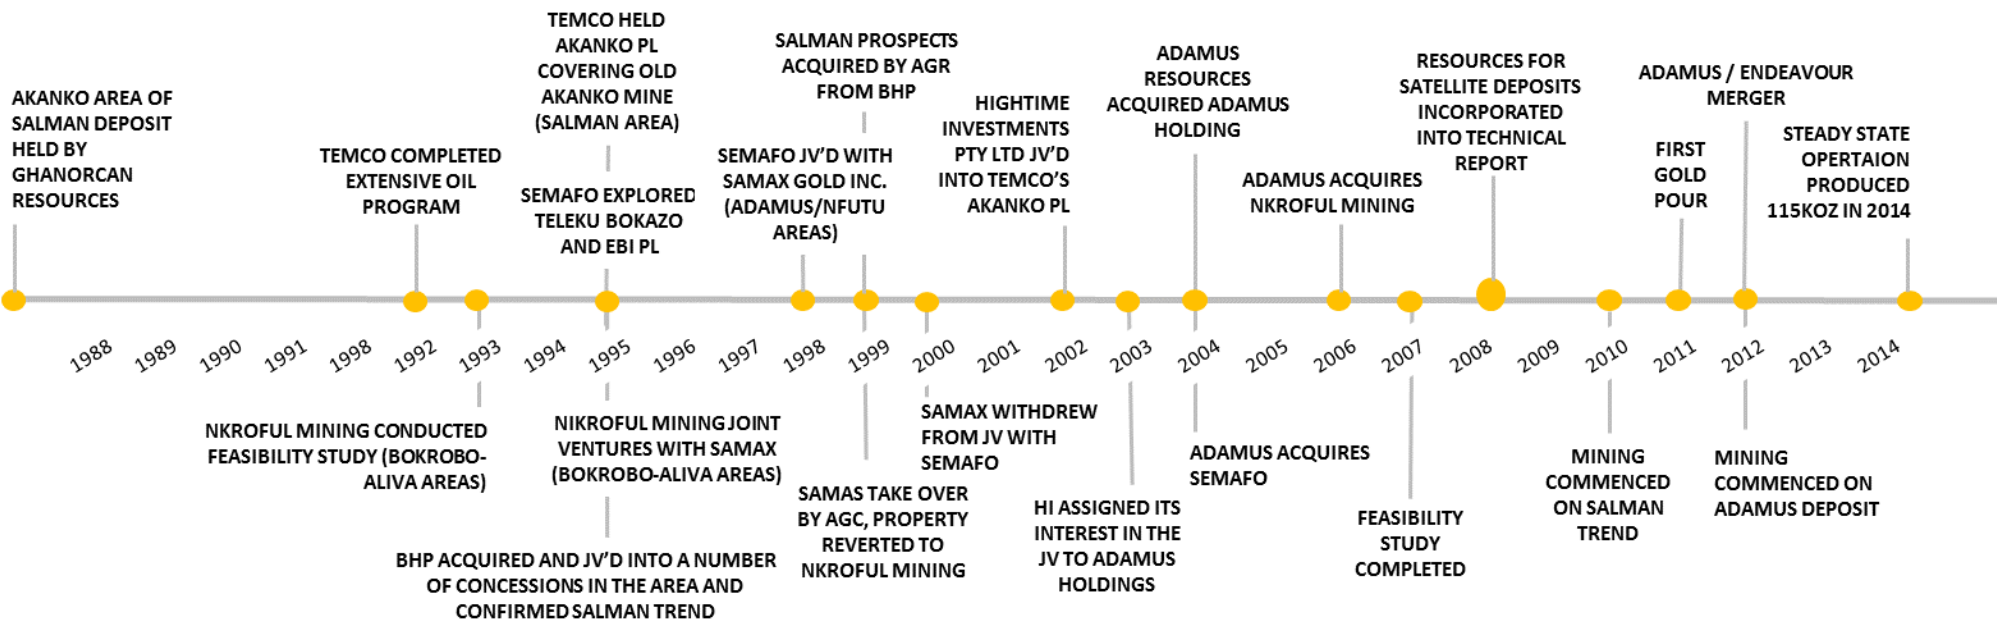 AKANKO AREA OF
SALMAN DEPOSIT
HELD BY
GHANORCAN
RESOURCES
TEMCO COMPLETED
EXTENSIVE OIL
PROGRAM
TEMCO HELD
AKANKO PL
COVERING OLD
AKANKO MINE
(SALMAN AREA)
SEMAFO EXPLORED
TELEKU BOKAZO
AND EBI PL
SALMAN PROSPECTS
ACQUIRED BY AGR
FROM BHP
SEMAFO JV’D WITH
SAMAX GOLD INC.
(ADAMUS/NFUTU
AREAS)
HIGHTIME
INVESTMENTS
PTY LTD JV’D
INTO TEMCO’S
AKANKO PL
ADAMUS
RESOURCES
ACQUIRED ADAMUS
HOLDING
ADAMUS ACQUIRES
NKROFUL MINING
RESOURCES FOR
SATELLITE DEPOSITS
INCORPORATED
INTO TECHNICAL
REPORT
FIRST
GOLD
POUR
ADAMUS / ENDEAVOUR
MERGER
STEADY STATE
OPERTAION
PRODUCED
115KOZ IN 2014
1988
1989
1990
1991
1998
1992
1993
1994
1995
1996
1997
1998
1999
2000
2001
2002
2003
2004
2005
2006
2007
2008
2009
2010
2011
2012
2013
2014
NKROFUL MINING CONDUCTED
FEASIBILITY STUDY (BOKROBO-
ALIVA AREAS)
NIKROFUL MINING JOINT
VENTURES WITH SAMAX
(BOKROBO-ALIVA AREAS)
BHP ACQUIRED AND JV’D INTO A NUMBER
OF CONCESSIONS IN THE AREA AND
CONFIRMED SALMAN TREND
SAMAS TAKE OVER
BY AGC, PROPERTY
REVERTED TO
NKROFUL MINING
SAMAX WITHDREW
FROM JV WITH
SEMAFO
HI ASSIGNED ITS
INTEREST IN THE
JV TO ADAMUS
HOLDINGS
ADAMUS ACQUIRES
SEMAFO
FEASIBILITY
STUDY
COMPLETED
MINING
COMMENCED
ON SALMAN
TREND
MINING
COMMENCED ON
ADAMUS DEPOSIT